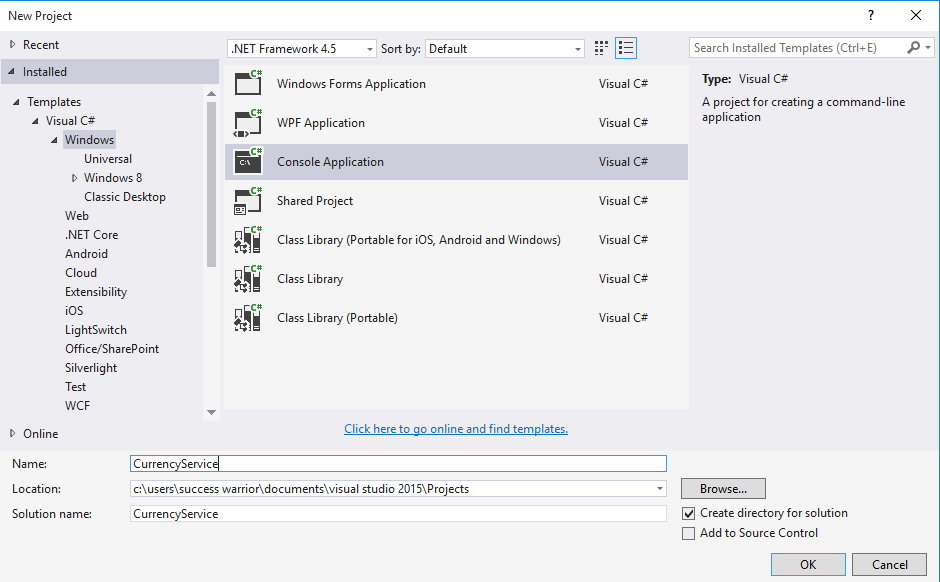 New Project
?
Recent
Installed
Templates
Visual C#
Windows
Universal
Windows 8
Classic Desktop
Web
.NET Core
Android
Cloud
Extensibility
iOS
LightSwitch
Office/SharePoint
Silverlight
Test
WCF
Online
.NET Framework 4.5
Sort by: Default
C# Windows Forms Application Visual C#
C# WPF Application Visual C#
C:\ C# Console Application Visual C#
C# Shared Project Visual C#
C# Class Library (Portable for iOS, Android and Windows) Visual C#
C# Class Library Visual C#
C# Class Library (Portable) Visual C#
Click here to go online and find templates.
Search Installed Templates (Ctrl+E)
Type: Visual C#
A project for creating a command-line
application
Name: CurrencyService
Location: c:\users\success warrior\documents\visual studio 2015\Projects
Browse...
Solution name: CurrencyService
Create directory for solution
Add to Source Control
OK
Cancel